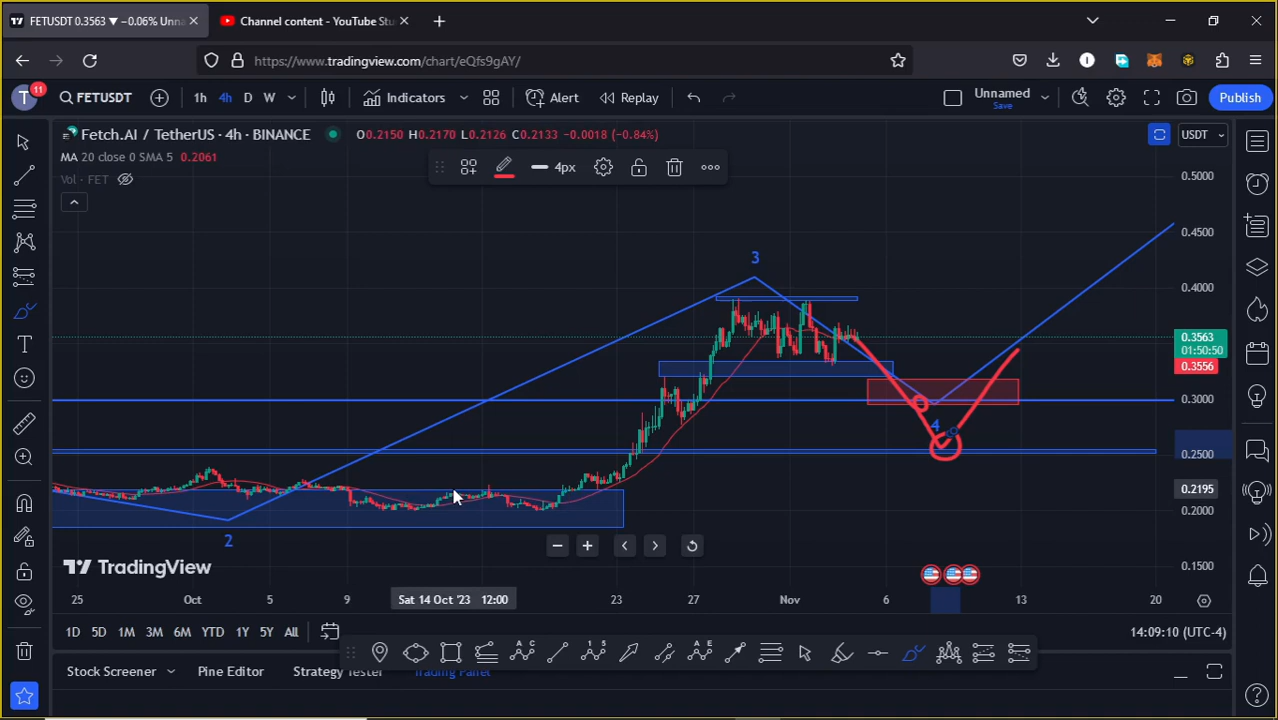 FETUSDT 0.3563 ▼ −0.06% Unna
Channel content - YouTube Stu
https://www.tradingview.com/chart/eQfs9gAY/
T
11
FETUSDT
1h 4h D W
Indicators
Alert
Replay
Unnamed
Save
Publish
Fetch.AI / TetherUS · 4h · BINANCE
O0.2150 H0.2170 L0.2126 C0.2133 −0.0018 (−0.84%)
USDT
MA 20 close 0 SMA 5 0.2061
4px
Vol · FET
0.5000
0.4500
3
0.4000
0.3563
01:50:50
0.3556
0.3000
4
0.2500
0.2195
0.2000
2
TradingView
0.1500
25 Oct 9 Sat 14 Oct '23 12:00 23 27 Nov 6 13 20
1D 5D 1M 3M 6M YTD 1Y 5Y All
14:09:10 (UTC-4)
Stock Screener
Pine Editor
Strategy Tester
Trading Panel